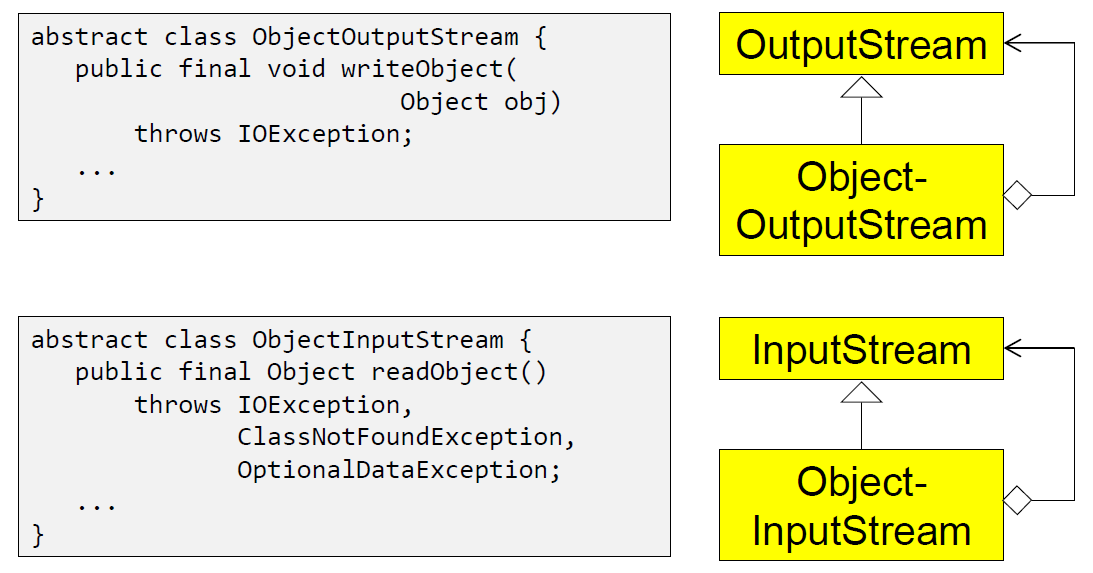 abstract class ObjectOutputStream {
public final void writeObject(
Object obj)
throws IOException;
...
}
OutputStream
Object-
OutputStream
abstract class ObjectInputStream {
public final Object readObject()
throws IOException,
ClassNotFoundException,
OptionalDataException;
...
}
InputStream
Object-
InputStream